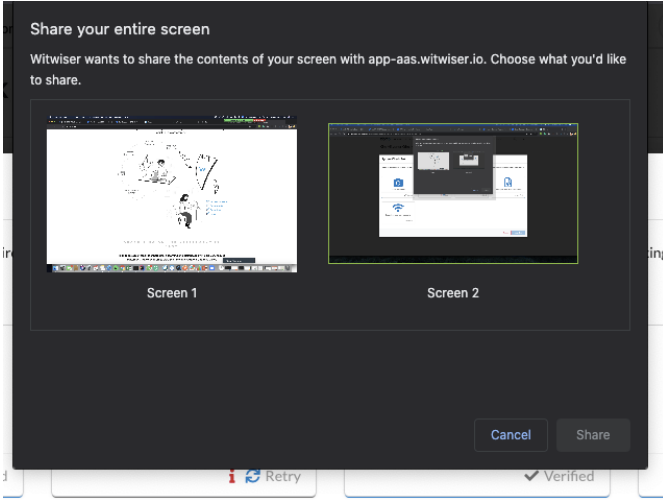 Share your entire screen
Witwiser wants to share the contents of your screen with app-aas.witwiser.io. Choose what you'd like
to share.
Screen 1
Screen 2
Cancel
Share
Retry
Verified